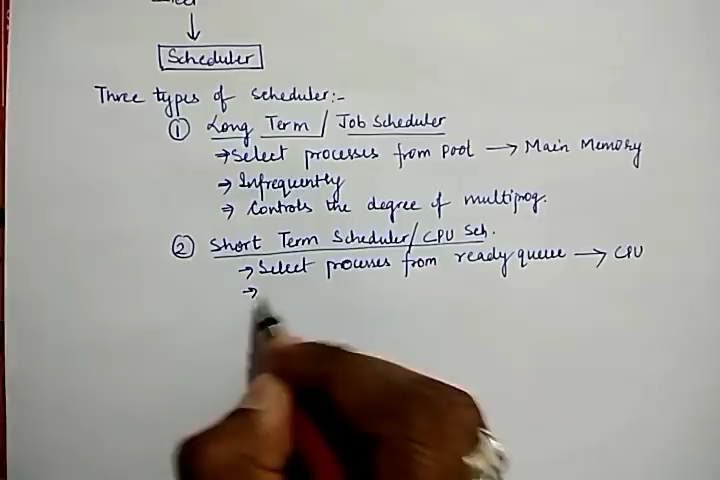 Scheduler
Three types of scheduler:-
① Long Term / Job Scheduler
→ Select processes from Pool → Main Memory
→ Infrequently
→ Controls the degree of multiprog.
② Short Term Scheduler / CPU Sch.
→ Select processes from ready queue → CPU
→